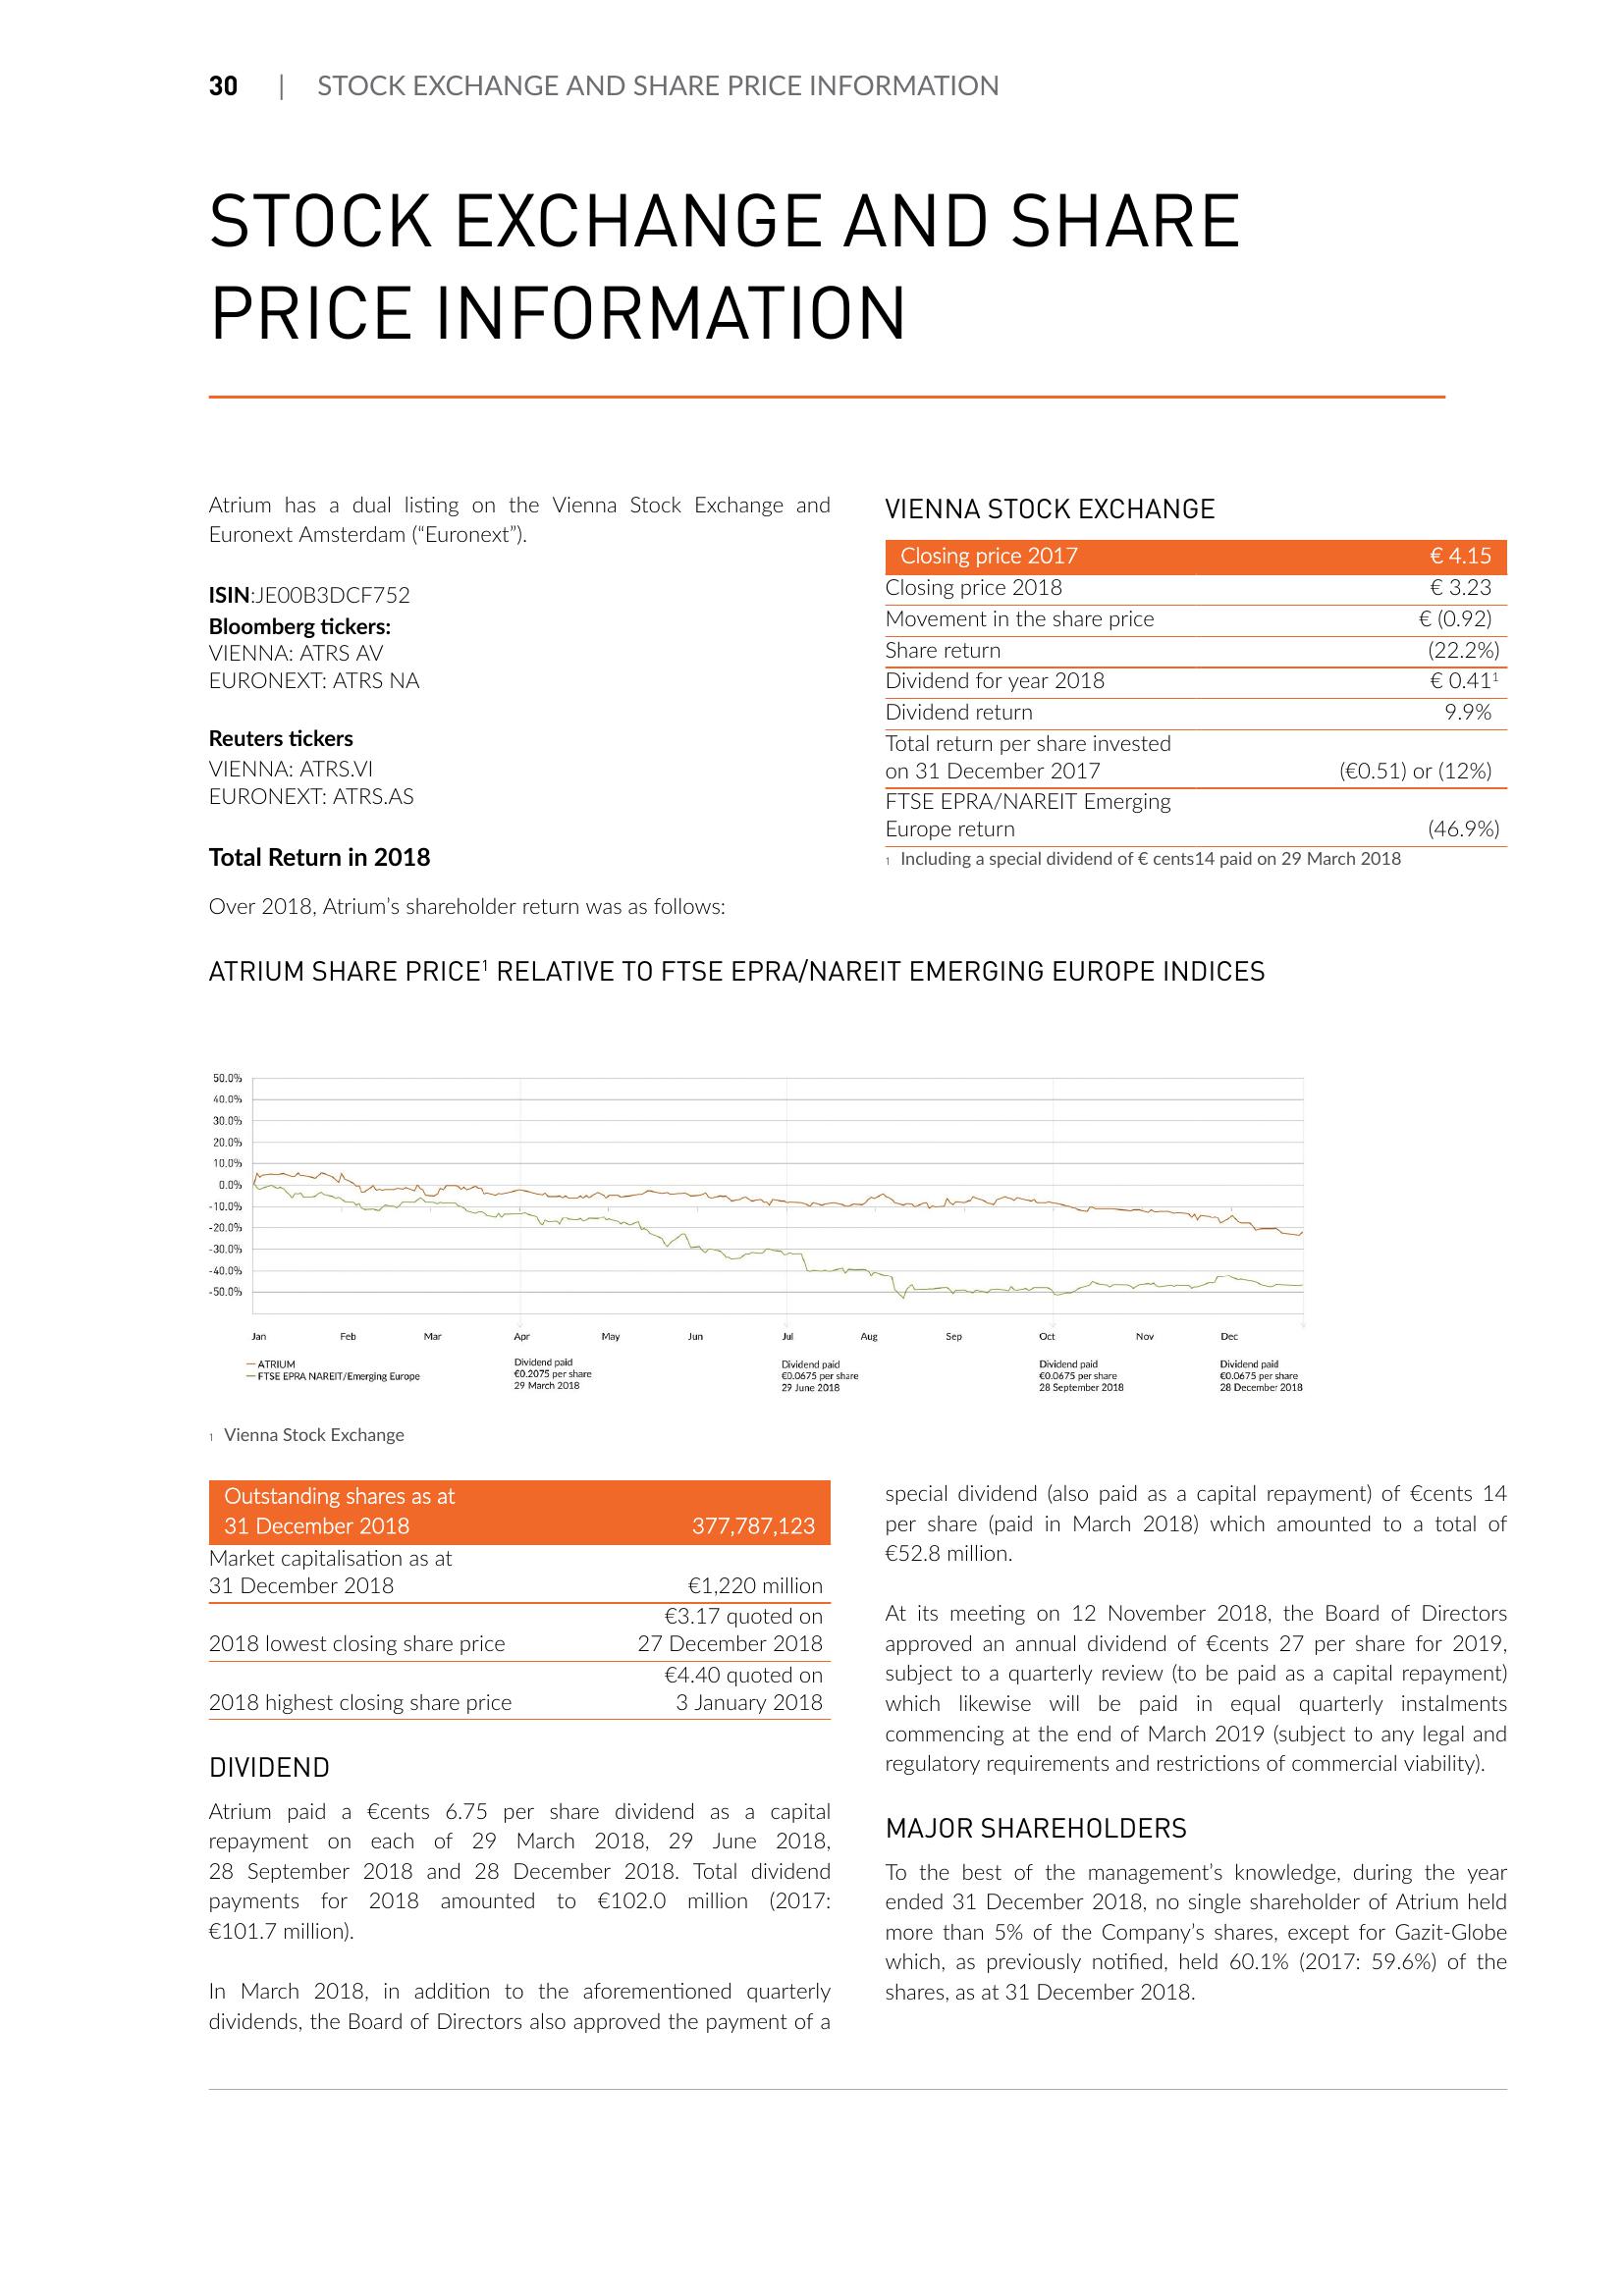 30 | STOCK EXCHANGE AND SHARE PRICE INFORMATION
STOCK EXCHANGE AND SHARE
PRICE INFORMATION
Atrium has a dual listing on the Vienna Stock Exchange and
Euronext Amsterdam (“Euronext”).
ISIN:JE00B3DCF752
Bloomberg tickers:
VIENNA: ATRS AV
EURONEXT: ATRS NA
Reuters tickers
VIENNA: ATRS.VI
EURONEXT: ATRS.AS
Total Return in 2018
Over 2018, Atrium’s shareholder return was as follows:
VIENNA STOCK EXCHANGE
Closing price 2017 € 4.15
Closing price 2018 € 3.23
Movement in the share price € (0.92)
Share return (22.2%)
Dividend for year 2018 € 0.41¹
Dividend return 9.9%
Total return per share invested
on 31 December 2017 (€0.51) or (12%)
FTSE EPRA/NAREIT Emerging
Europe return (46.9%)
1 Including a special dividend of € cents14 paid on 29 March 2018
ATRIUM SHARE PRICE¹ RELATIVE TO FTSE EPRA/NAREIT EMERGING EUROPE INDICES
50.0%
40.0%
30.0%
20.0%
10.0%
0.0%
-10.0%
-20.0%
-30.0%
-40.0%
-50.0%
Jan Feb Mar Apr May Jun Jul Aug Sep Oct Nov Dec
ATRIUM
FTSE EPRA NAREIT/Emerging Europe
Dividend paid
€0.2075 per share
29 March 2018
Dividend paid
€0.0675 per share
29 June 2018
Dividend paid
€0.0675 per share
28 September 2018
Dividend paid
€0.0675 per share
28 December 2018
1 Vienna Stock Exchange
Outstanding shares as at
31 December 2018 377,787,123
Market capitalisation as at
31 December 2018 €1,220 million
€3.17 quoted on
2018 lowest closing share price 27 December 2018
€4.40 quoted on
2018 highest closing share price 3 January 2018
DIVIDEND
Atrium paid a €cents 6.75 per share dividend as a capital
repayment on each of 29 March 2018, 29 June 2018,
28 September 2018 and 28 December 2018. Total dividend
payments for 2018 amounted to €102.0 million (2017:
€101.7 million).
In March 2018, in addition to the aforementioned quarterly
dividends, the Board of Directors also approved the payment of a
special dividend (also paid as a capital repayment) of €cents 14
per share (paid in March 2018) which amounted to a total of
€52.8 million.
At its meeting on 12 November 2018, the Board of Directors
approved an annual dividend of €cents 27 per share for 2019,
subject to a quarterly review (to be paid as a capital repayment)
which likewise will be paid in equal quarterly instalments
commencing at the end of March 2019 (subject to any legal and
regulatory requirements and restrictions of commercial viability).
MAJOR SHAREHOLDERS
To the best of the management’s knowledge, during the year
ended 31 December 2018, no single shareholder of Atrium held
more than 5% of the Company’s shares, except for Gazit-Globe
which, as previously notified, held 60.1% (2017: 59.6%) of the
shares, as at 31 December 2018.